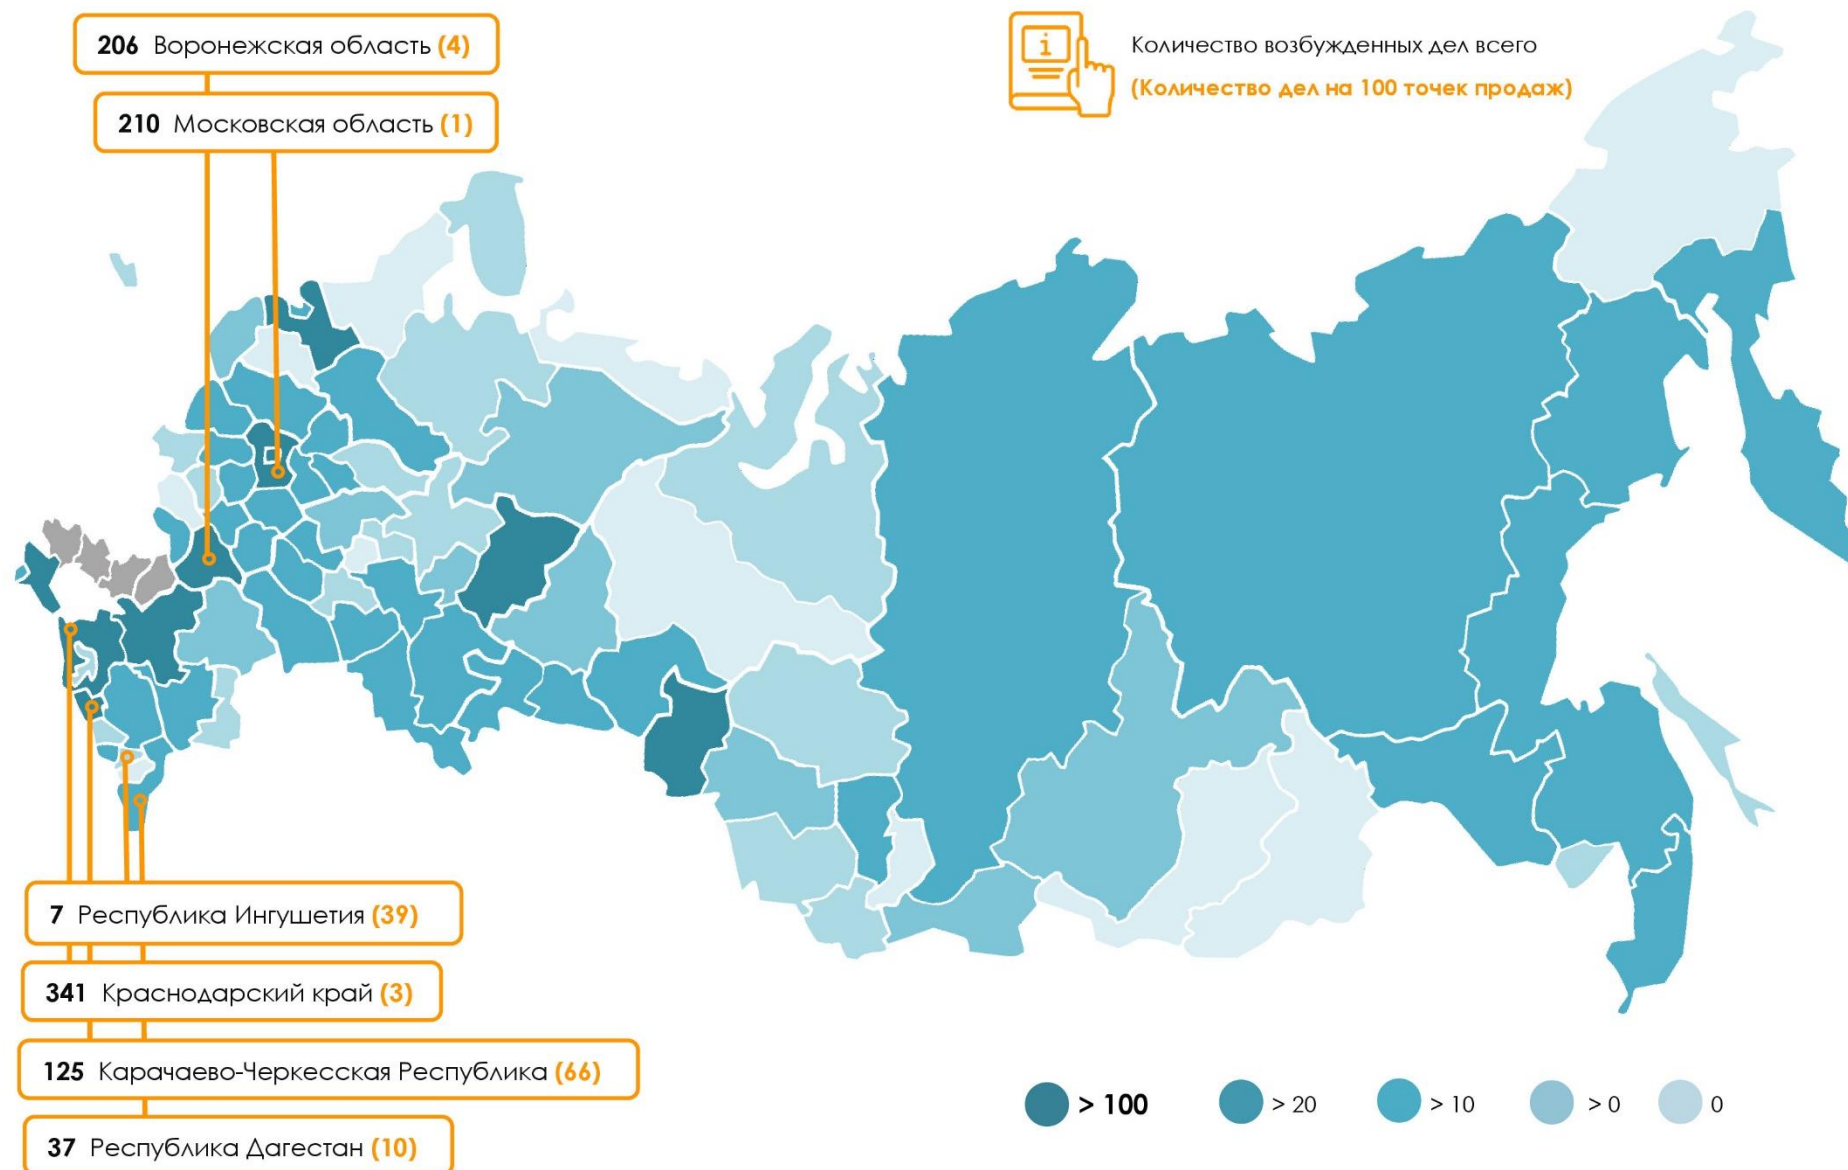 206 Воронежская область (4)
210 Московская область (1)
i
Количество возбужденных дел всего
(Количество дел на 100 точек продаж)
7 Республика Ингушетия (39)
341 Краснодарский край (3)
125 Карачаево-Черкесская Республика (66)
37 Республика Дагестан (10)
> 100
> 20
> 10
> 0
0